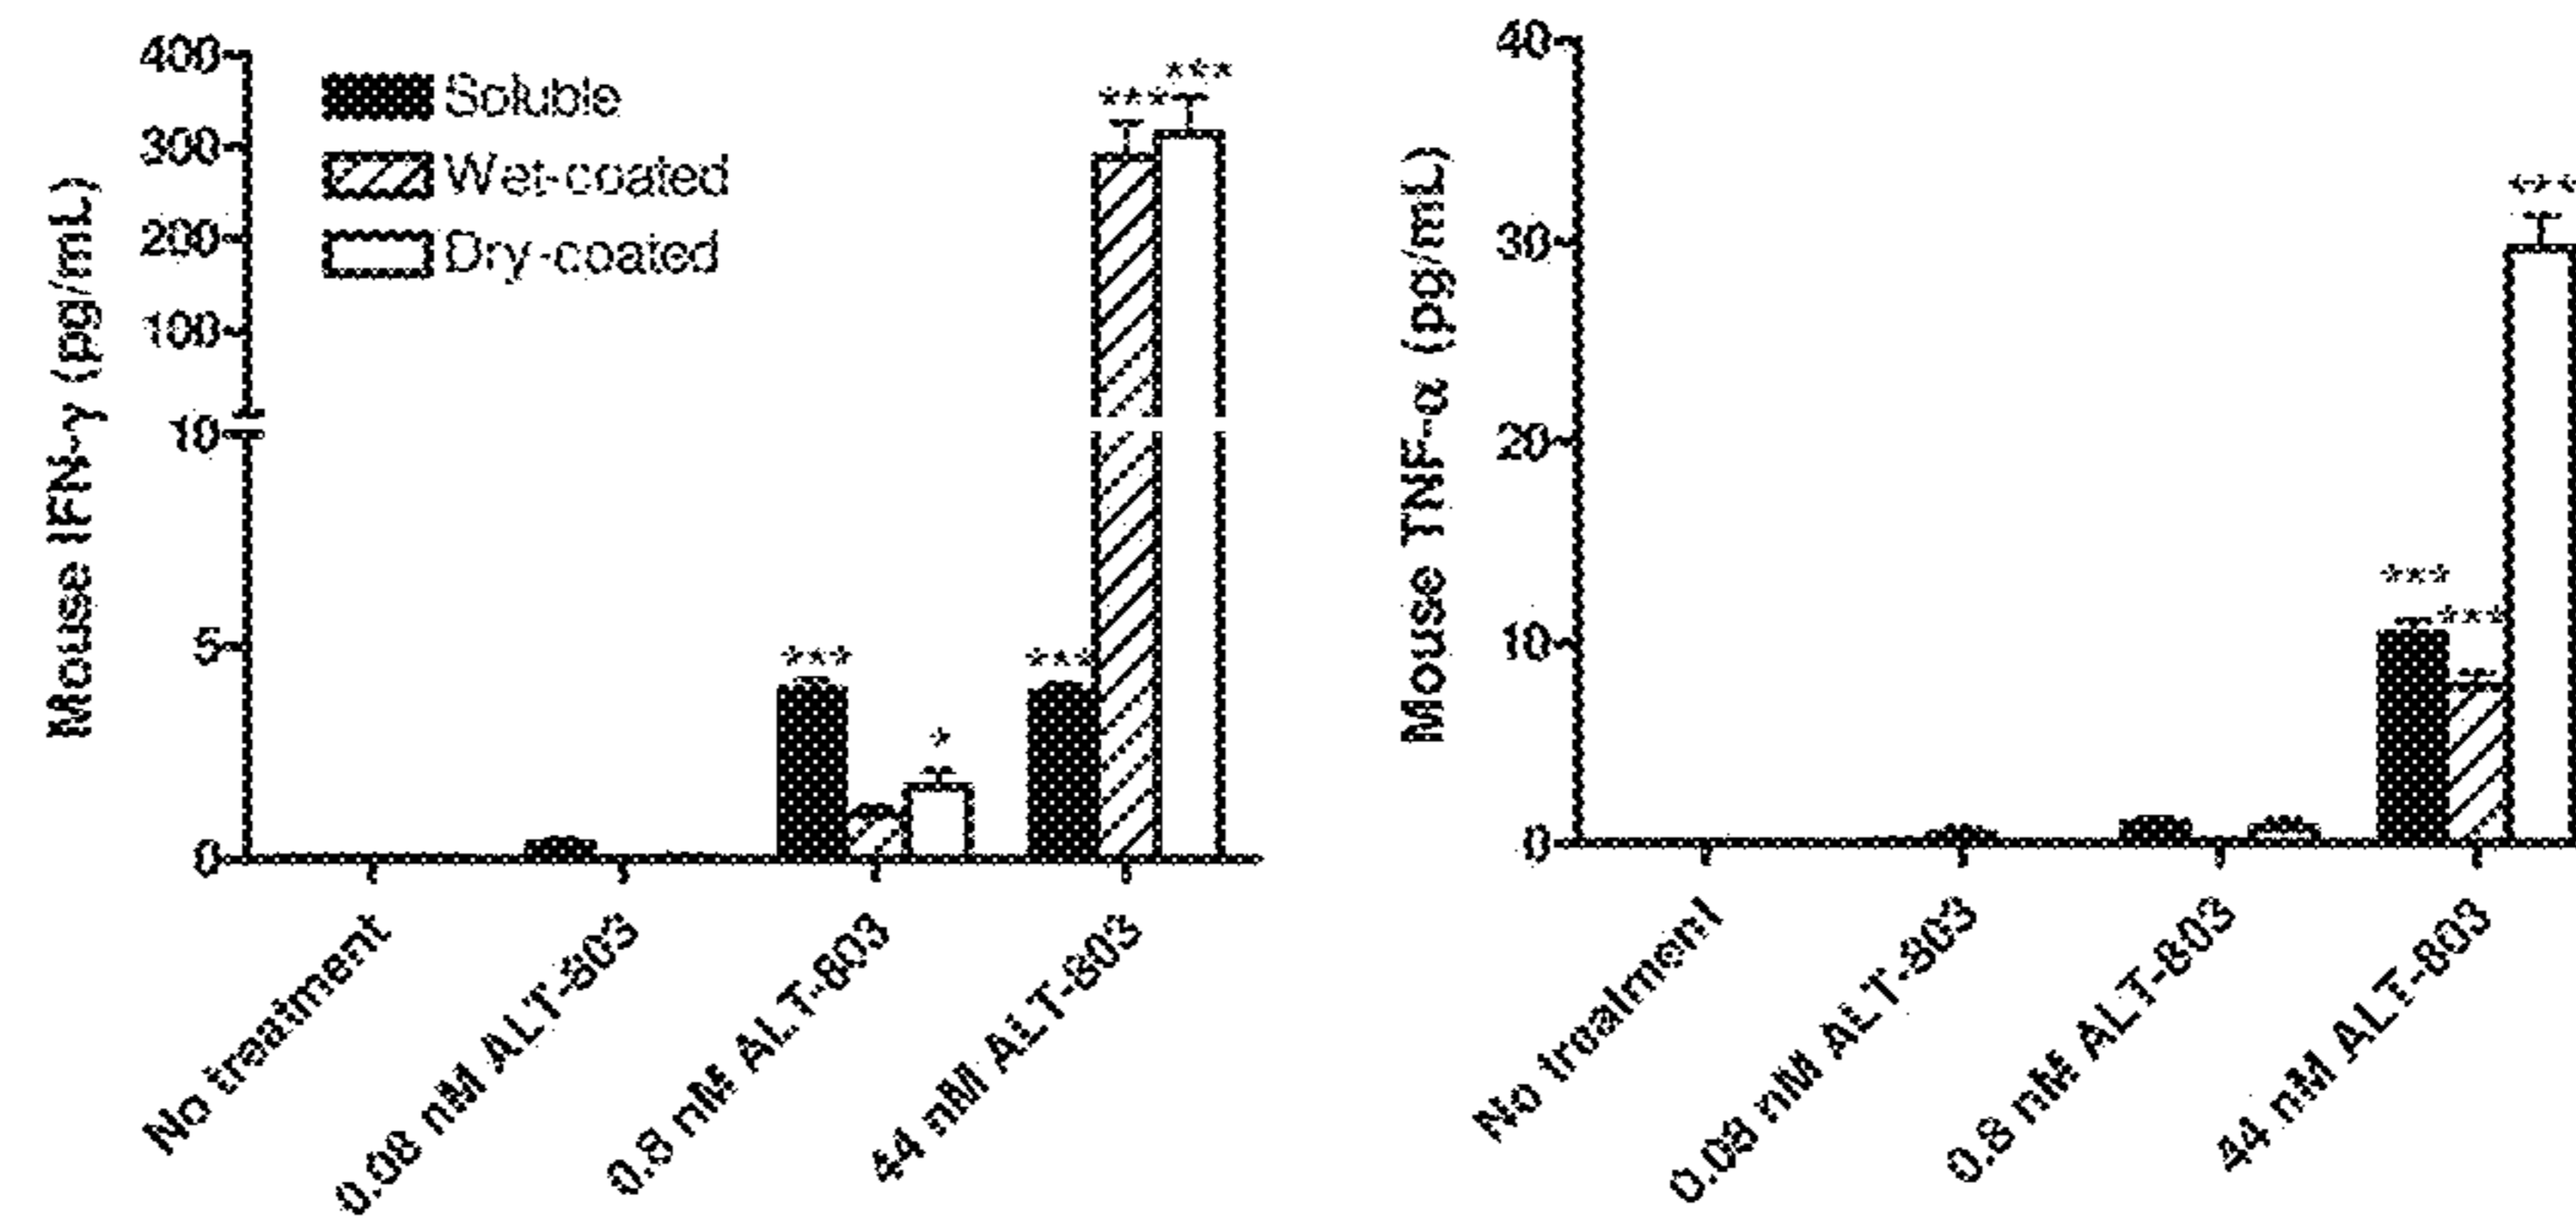 Mouse IFN-γ (pg/mL)
400
300
200
100
10
5
0
Soluble
Wet-coated
Dry-coated
***
*
***
***
***
No treatment
0.08 nM ALT-803
0.8 nM ALT-803
44 nM ALT-803
Mouse TNF-α (pg/mL)
40
30
20
10
0
***
***
***
No treatment
0.08 nM ALT-803
0.8 nM ALT-803
44 nM ALT-803